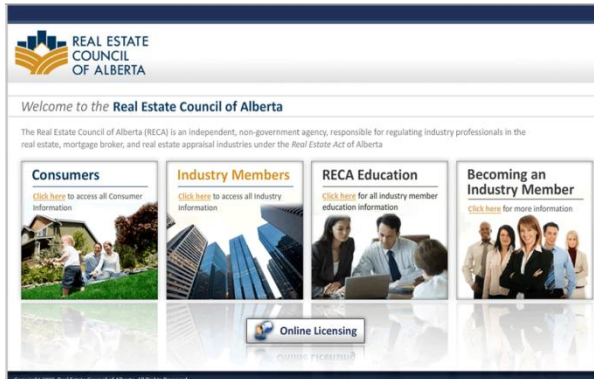 REAL ESTATE
COUNCIL
OF ALBERTA
Welcome to the Real Estate Council of Alberta
The Real Estate Council of Alberta (RECA) is an independent, non-government agency, responsible for regulating industry professionals in the
real estate, mortgage broker, and real estate appraisal industries under the Real Estate Act of Alberta
Consumers
Click here to access all Consumer
Information
Industry Members
Click here to access all Industry
Information
RECA Education
Click here for all industry member
education information
Becoming an
Industry Member
Click here for more information
Online Licensing